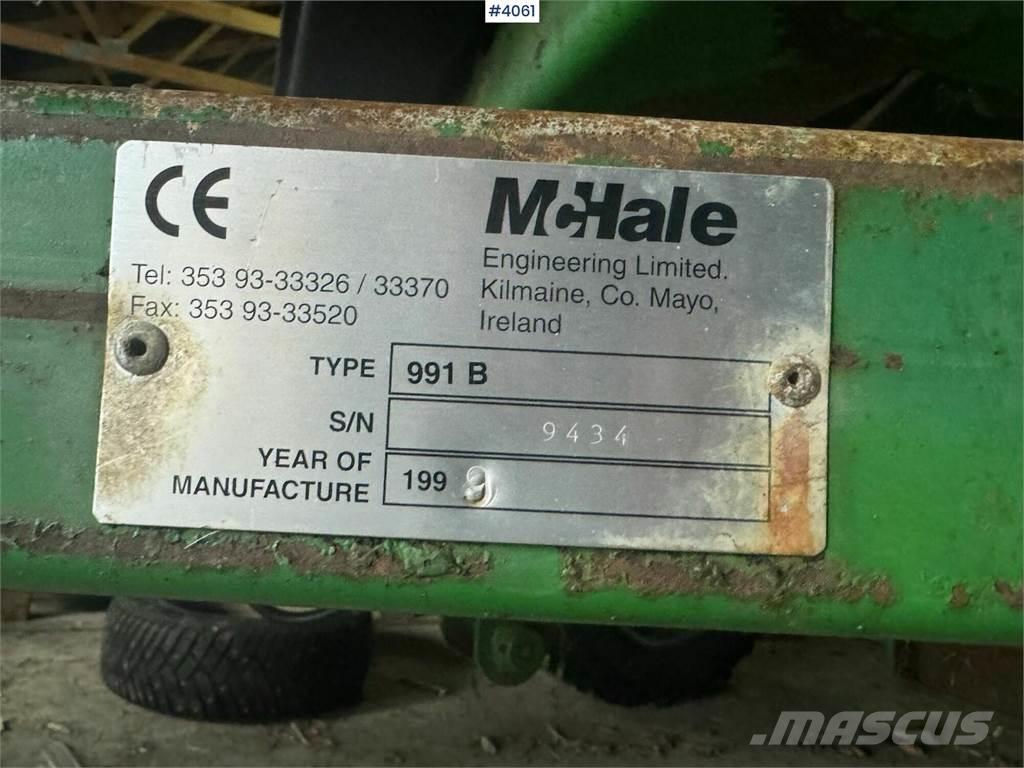 #4061
CE
McHale
Engineering Limited.
Kilmaine, Co. Mayo,
Ireland
Tel: 353 93-33326 / 33370
Fax: 353 93-33520
TYPE 991 B
S/N 9434
YEAR OF
MANUFACTURE 199
MASCUS